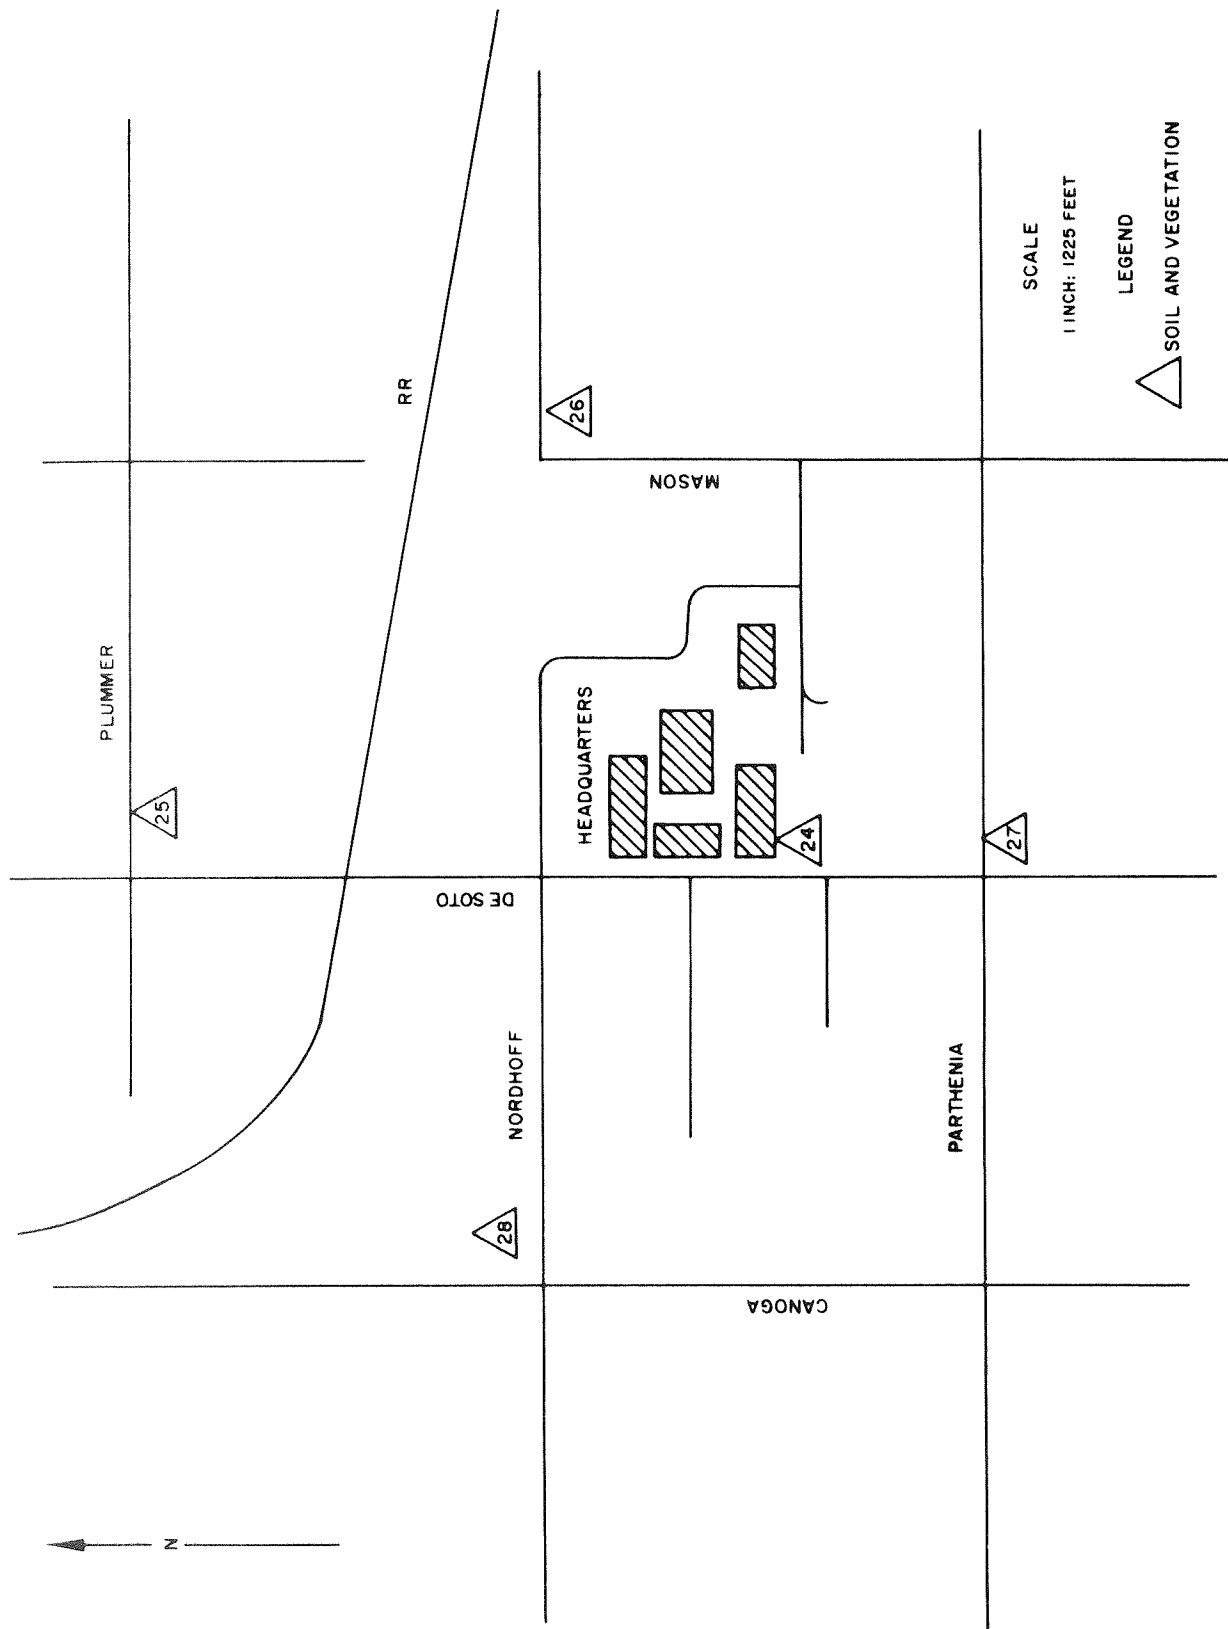 N
PLUMMER
25
RR
28
NORDHOFF
DE SOTO
HEADQUARTERS
26
MASON
24
CANOGA
PARTHENIA
27
SCALE
1 INCH: 1225 FEET
LEGEND
SOIL AND VEGETATION